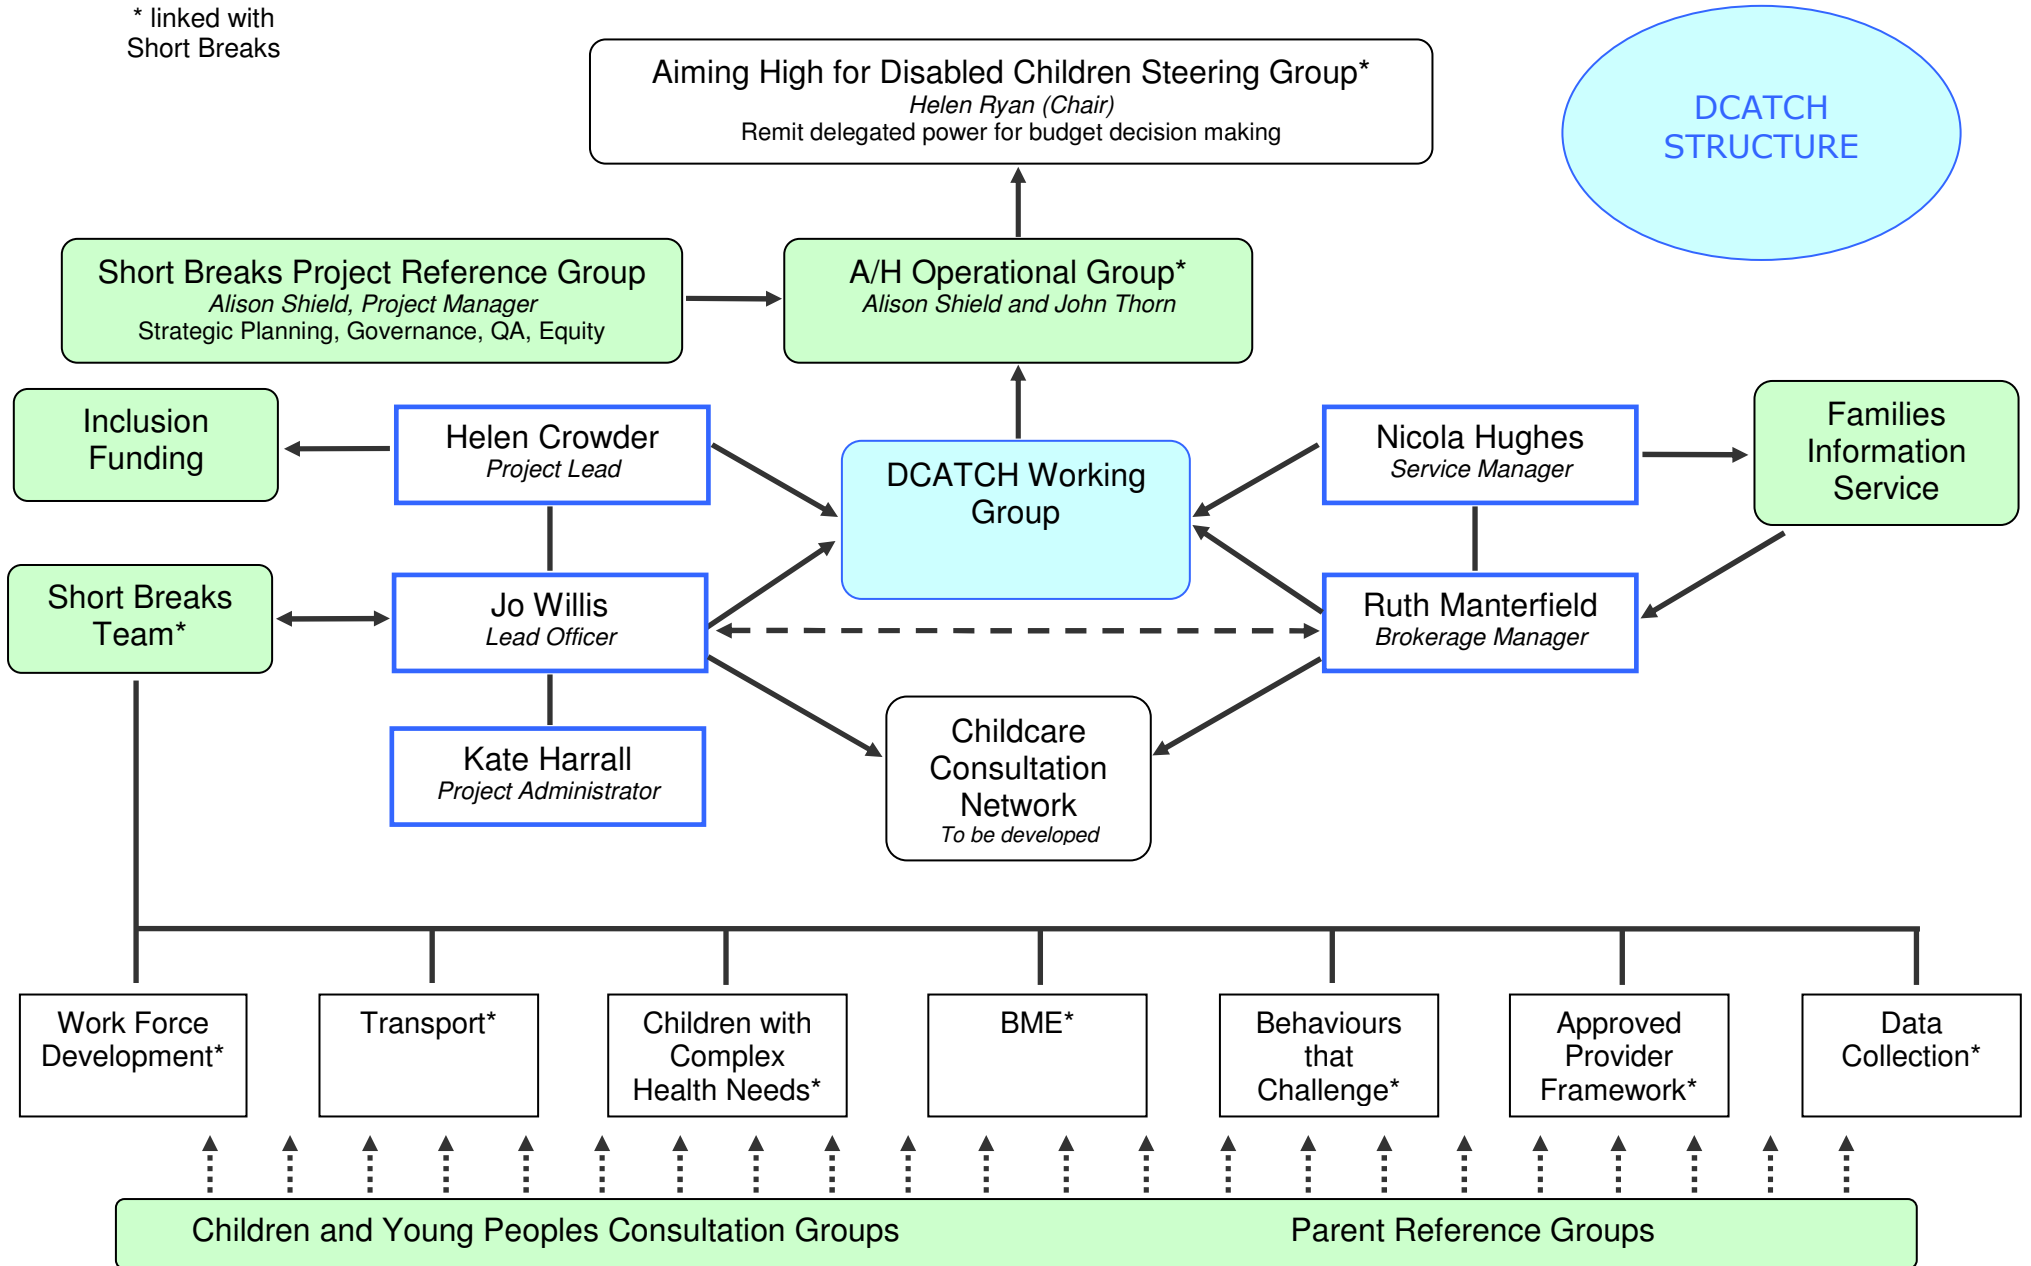 * linked with
Short Breaks
Aiming High for Disabled Children Steering Group*
Helen Ryan (Chair)
Remit delegated power for budget decision making
DCATCH
STRUCTURE
Short Breaks Project Reference Group
Alison Shield, Project Manager
Strategic Planning, Governance, QA, Equity
A/H Operational Group*
Alison Shield and John Thorn
Inclusion
Funding
Helen Crowder
Project Lead
DCATCH Working
Group
Nicola Hughes
Service Manager
Families
Information
Service
Short Breaks
Team*
Jo Willis
Lead Officer
Ruth Manterfield
Brokerage Manager
Kate Harrall
Project Administrator
Childcare
Consultation
Network
To be developed
Work Force
Development*
Transport*
Children with
Complex
Health Needs*
BME*
Behaviours
that
Challenge*
Approved
Provider
Framework*
Data
Collection*
Children and Young Peoples Consultation Groups
Parent Reference Groups